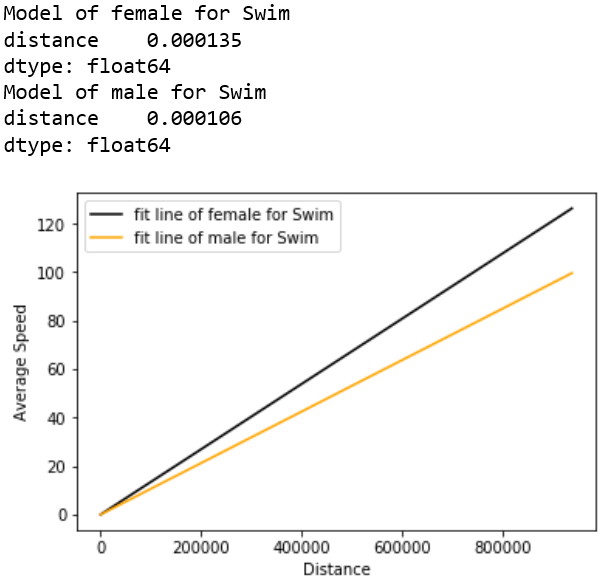 Model of female for Swim
distance    0.000135
dtype: float64
Model of male for Swim
distance    0.000106
dtype: float64
fit line of female for Swim
fit line of male for Swim
Average Speed
120
100
80
60
40
20
0
0 200000 400000 600000 800000
Distance